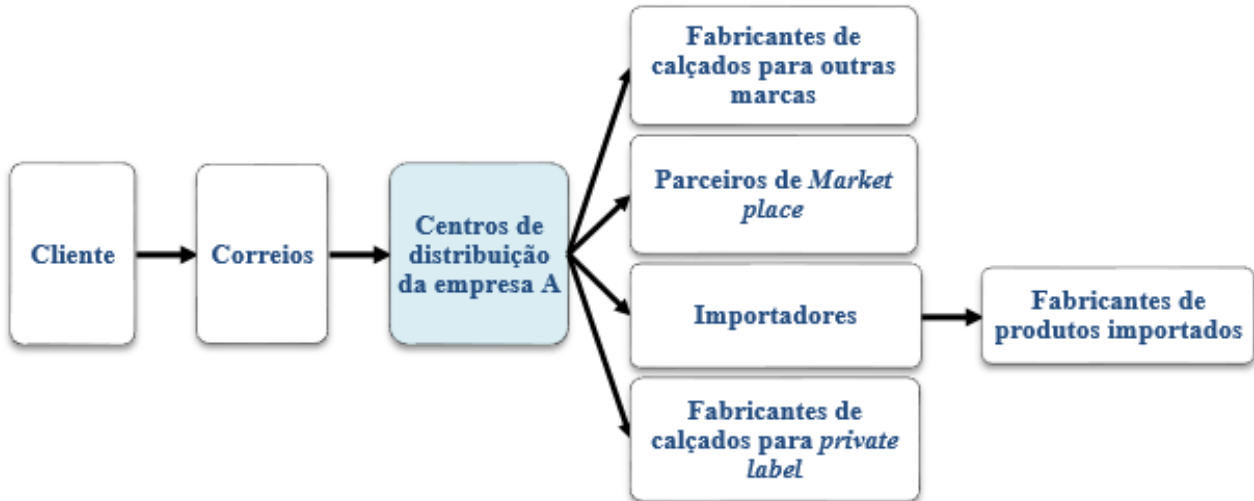 Cliente
Correios
Centros de
distribuição
da empresa A
Fabricantes de
calçados para outras
marcas
Parceiros de Market
place
Importadores
Fabricantes de
calçados para private
label
Fabricantes de
produtos importados